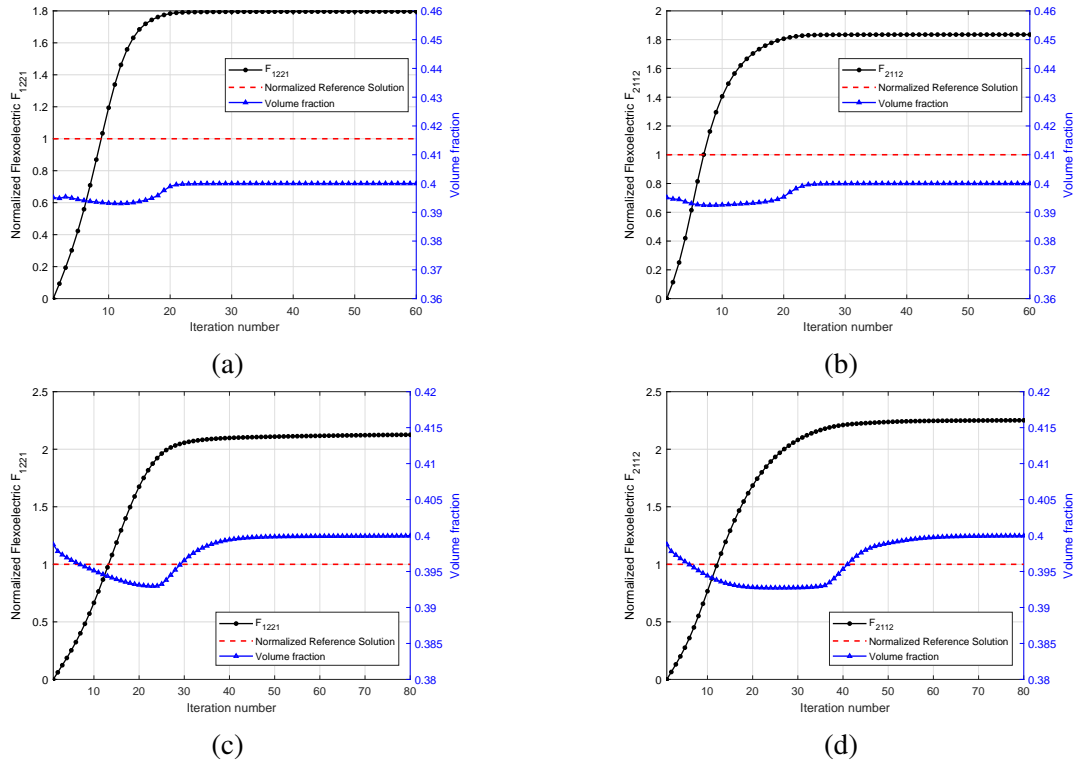 1.8
1.6
1.4
1.2
1
0.8
0.6
0.4
0.2
0
Normalized Flexoelectric F1221
0.46
0.45
0.44
0.43
0.42
0.41
0.4
0.39
0.38
0.37
0.36
Volume fraction
F1221
Normalized Reference Solution
Volume fraction
10 20 30 40 50 60
Iteration number
(a)
2
1.8
1.6
1.4
1.2
1
0.8
0.6
0.4
0.2
0
Normalized Flexoelectric F2112
0.46
0.45
0.44
0.43
0.42
0.41
0.4
0.39
0.38
0.37
0.36
Volume fraction
F2112
Normalized Reference Solution
Volume fraction
10 20 30 40 50 60
Iteration number
(b)
2.5
2
1.5
1
0.5
0
Normalized Flexoelectric F1221
0.42
0.415
0.41
0.405
0.4
0.395
0.39
0.385
0.38
Volume fraction
F1221
Normalized Reference Solution
Volume fraction
10 20 30 40 50 60 70 80
Iteration number
(c)
2.5
2
1.5
1
0.5
0
Normalized Flexoelectric F2112
0.42
0.415
0.41
0.405
0.4
0.395
0.39
0.385
0.38
Volume fraction
F2112
Normalized Reference Solution
Volume fraction
10 20 30 40 50 60 70 80
Iteration number
(d)